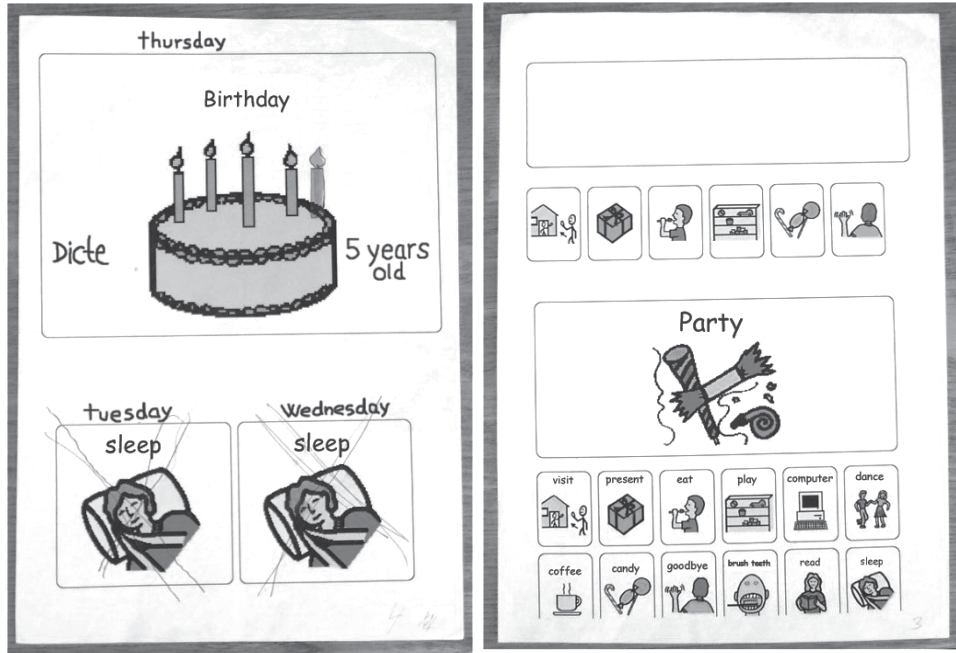 thursday
Birthday
Dicte
5 years
old
tuesday
wednesday
sleep
sleep
Party
visit present eat play computer dance
coffee candy goodbye brush teeth read sleep
3